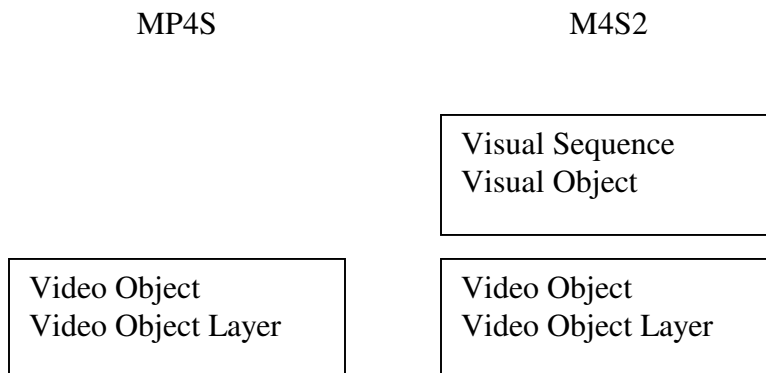 MP4S
M4S2
Visual Sequence
Visual Object
Video Object
Video Object Layer
Video Object
Video Object Layer